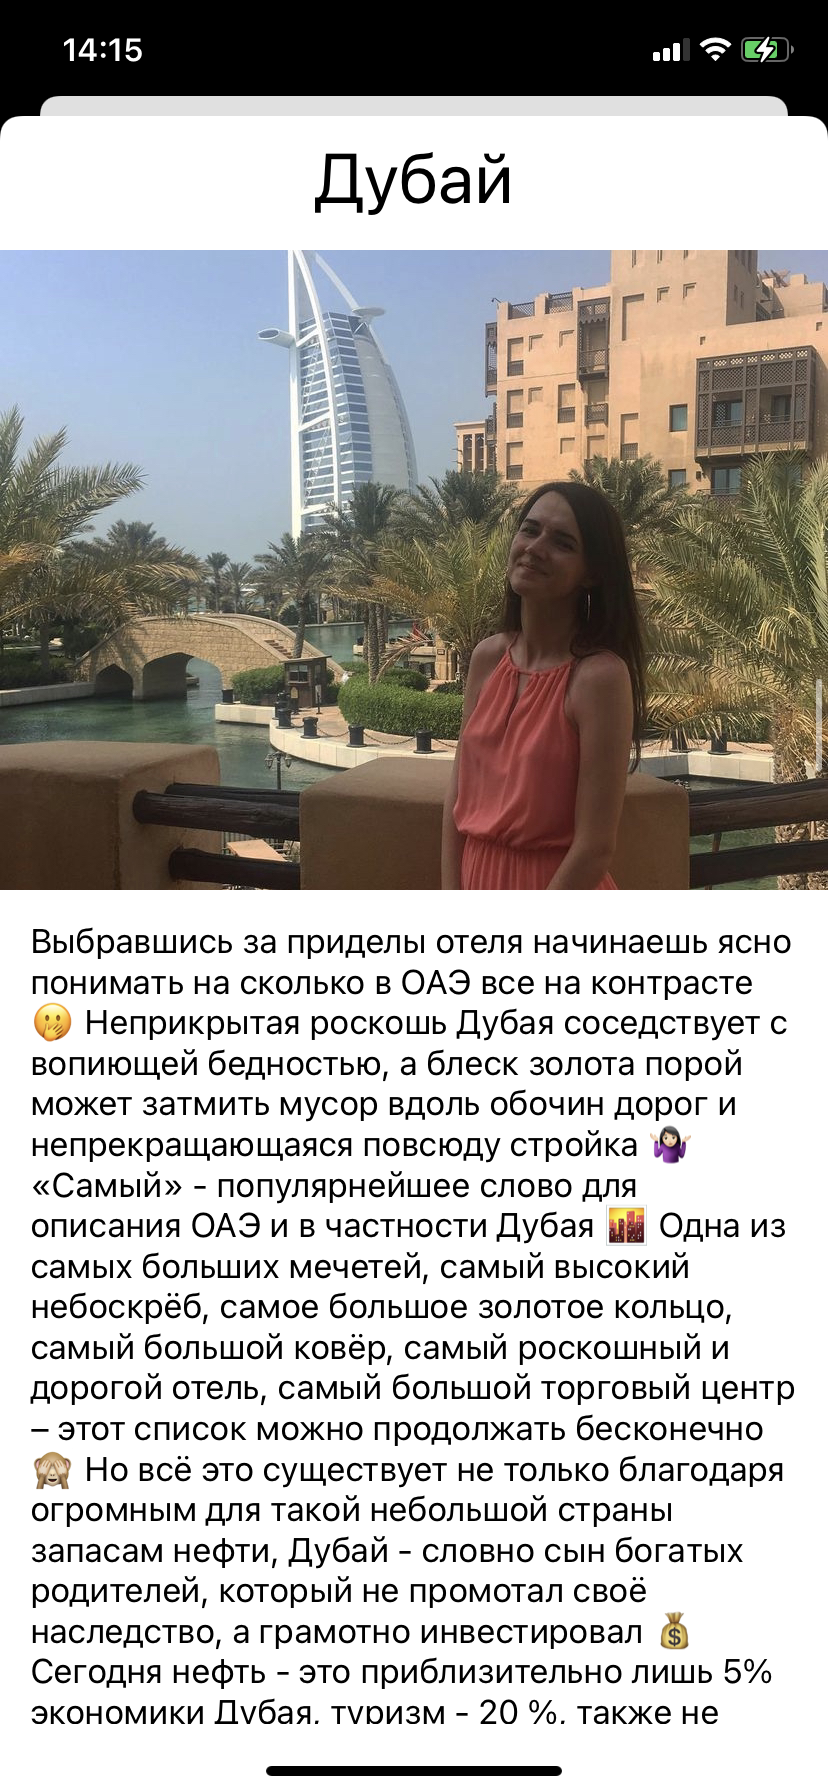 14:15
Дубай
Выбравшись за приделы отеля начинаешь ясно
понимать на сколько в ОАЭ все на контрасте
🫢 Неприкрытая роскошь Дубая соседствует с
вопиющей бедностью, а блеск золота порой
может затмить мусор вдоль обочин дорог и
непрекращающаяся повсюду стройка 🤷🏻‍♀️
«Самый» - популярнейшее слово для
описания ОАЭ и в частности Дубая 🌇 Одна из
самых больших мечетей, самый высокий
небоскрёб, самое большое золотое кольцо,
самый большой ковёр, самый роскошный и
дорогой отель, самый большой торговый центр
– этот список можно продолжать бесконечно
🙈 Но всё это существует не только благодаря
огромным для такой небольшой страны
запасам нефти, Дубай - словно сын богатых
родителей, который не промотал своё
наследство, а грамотно инвестировал 💰
Сегодня нефть - это приблизительно лишь 5%
экономики Дубая, туризм - 20 %, также не